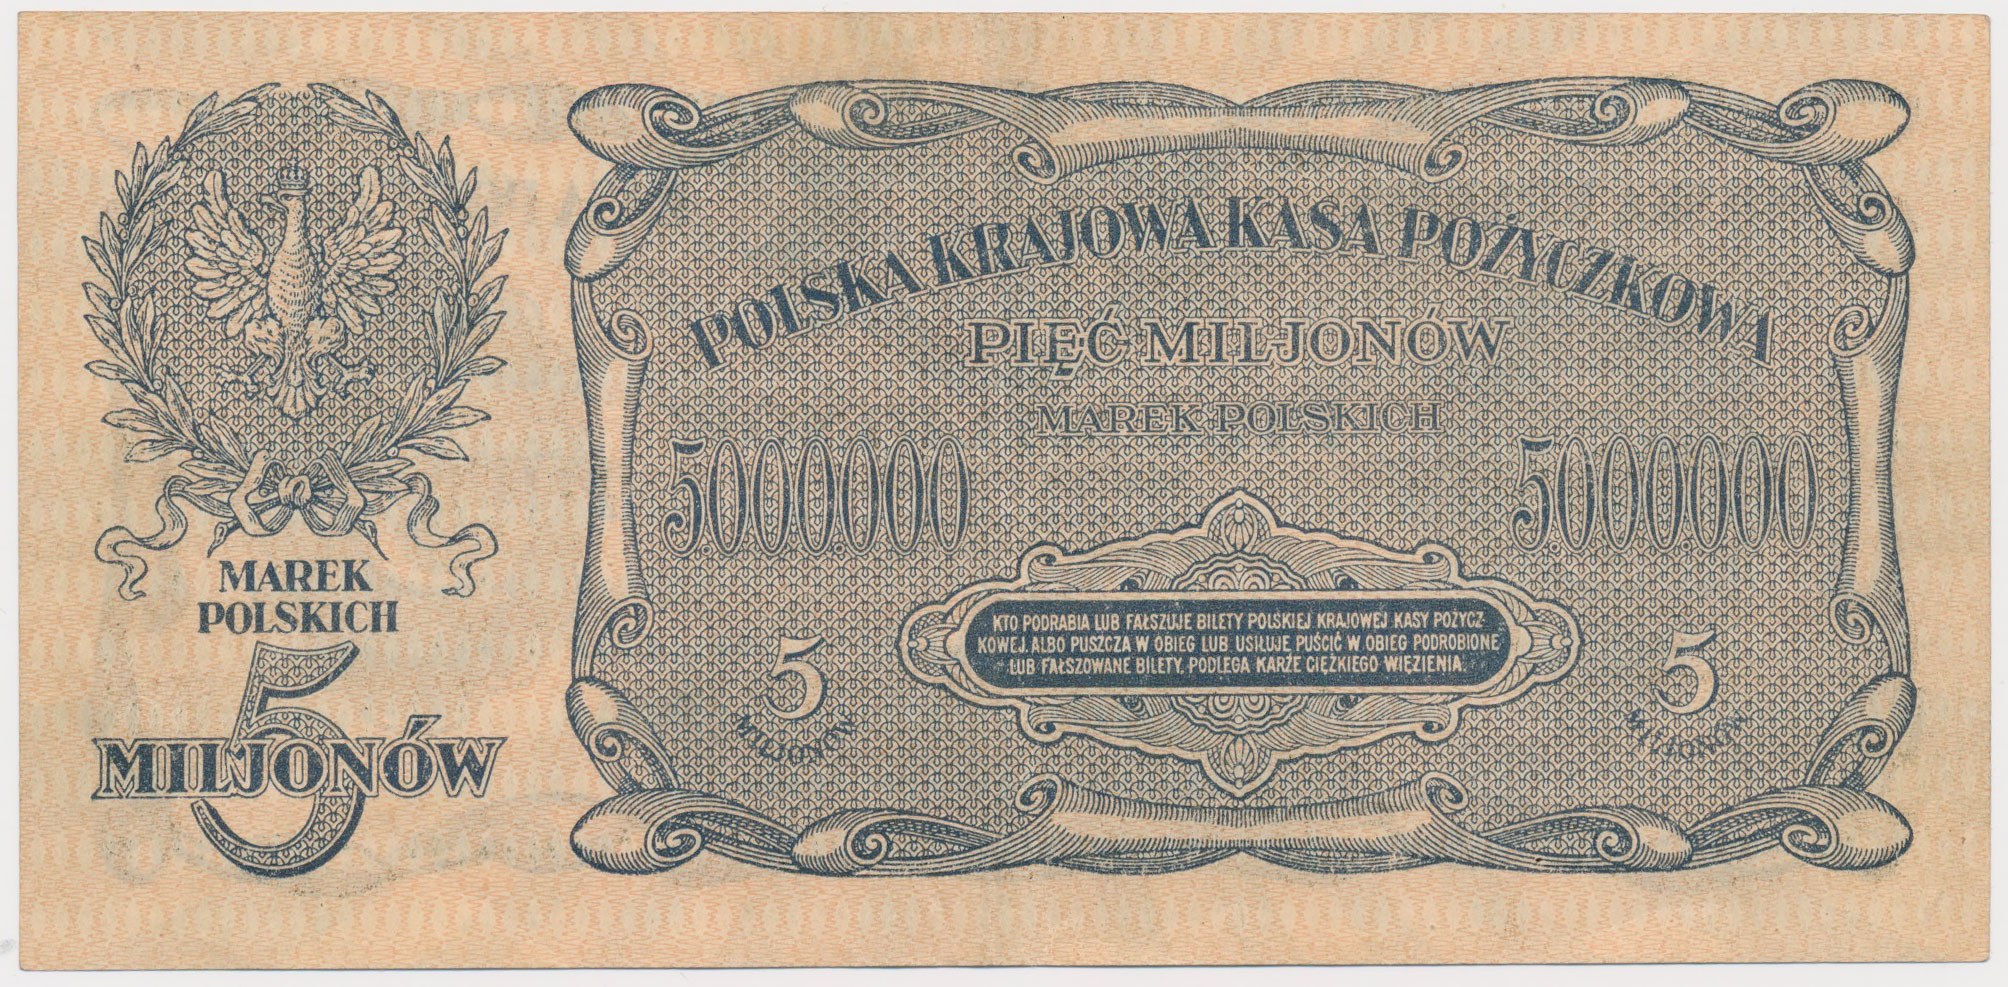 MAREK
POLSKICH
5
MILJONÓW
POLSKA KRAJOWA KASA POŻYCZKOWA
PIĘĆ MILJONÓW
MAREK POLSKICH
5.000.000
5.000.000
KTO PODRABIA LUB FAŁSZUJE BILETY POLSKIEJ KRAJOWEJ KASY POŻYCZ-
KOWEJ, ALBO PUSZCZA W OBIEG LUB USIŁUJE PUŚCIĆ W OBIEG PODROBIONE
LUB FAŁSZOWANE BILETY, PODLEGA KARZE CIĘŻKIEGO WIĘZIENIA.
5
MILJONÓW
5
MILJONÓW